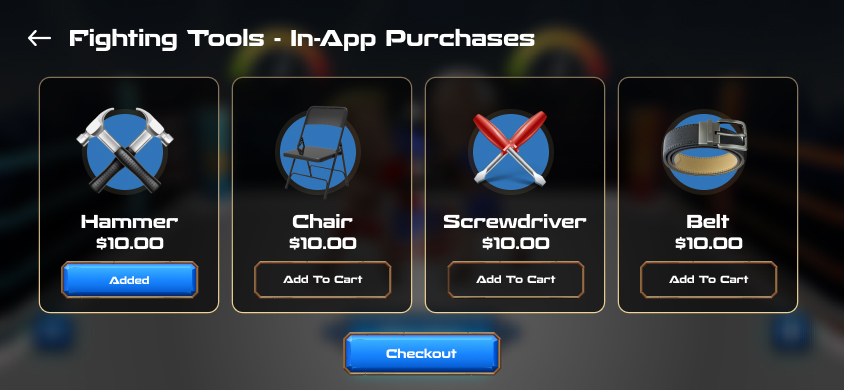 Fighting Tools - In-App Purchases
Hammer
$10.00
Added
Chair
$10.00
Add To Cart
Screwdriver
$10.00
Add To Cart
Belt
$10.00
Add To Cart
Checkout